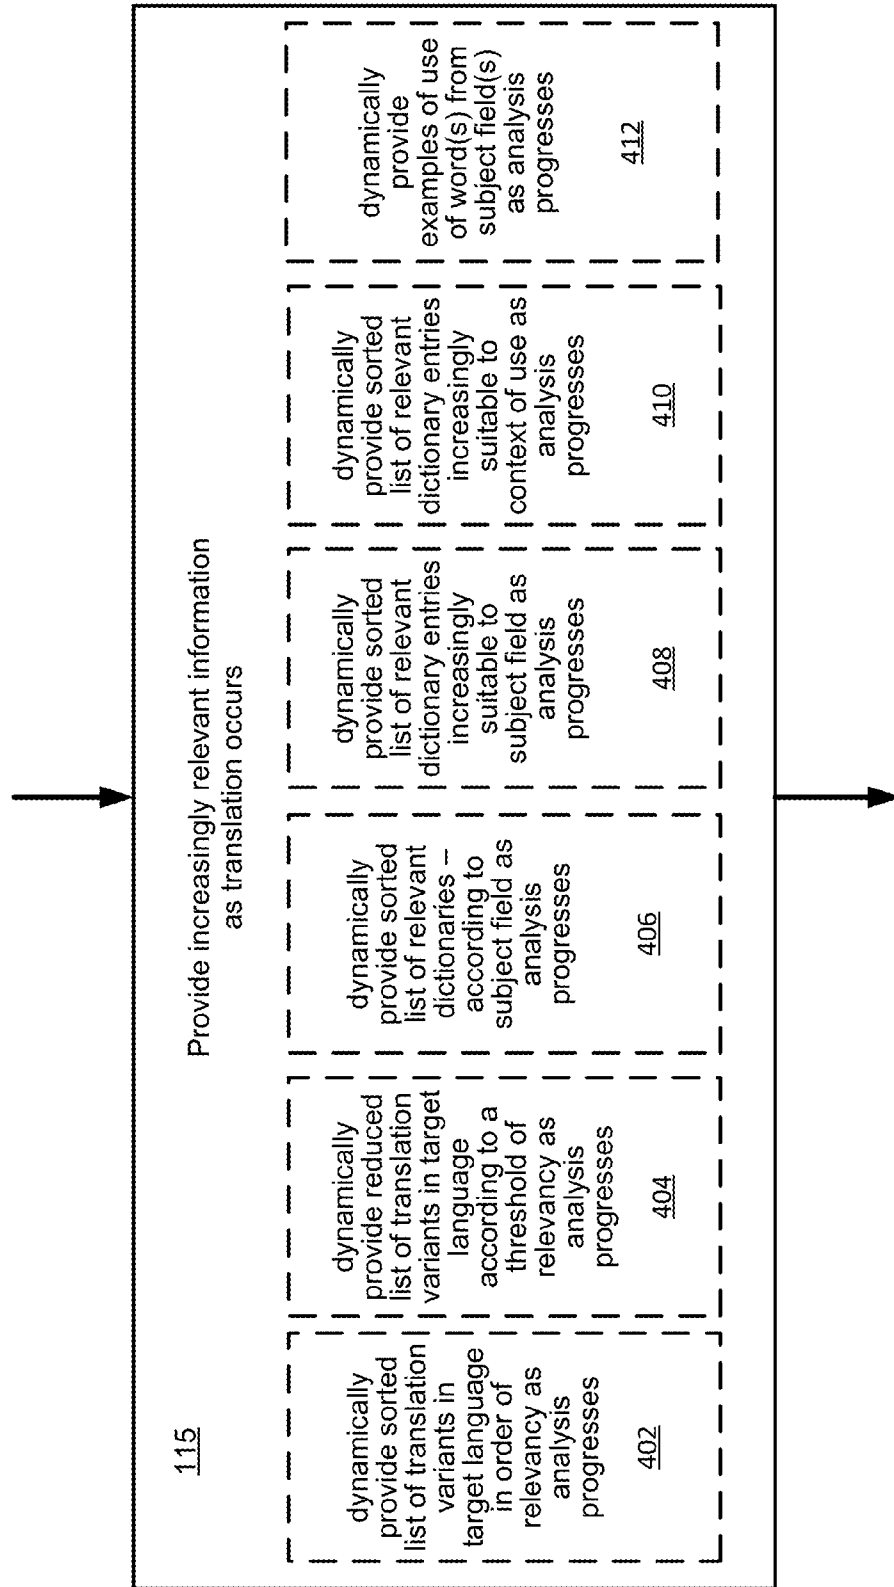 115
Provide increasingly relevant information
as translation occurs
dynamically
provide sorted
list of translation
variants in
target language
in order of
relevancy as
analysis
progresses
402
dynamically
provide reduced
list of translation
variants in target
language
according to a
threshold of
relevancy as
analysis
progresses
404
dynamically
provide sorted
list of relevant
dictionaries –
according to
subject field as
analysis
progresses
406
dynamically
provide sorted
list of relevant
dictionary entries
increasingly
suitable to
subject field as
analysis
progresses
408
dynamically
provide sorted
list of relevant
dictionary entries
increasingly
suitable to
context of use as
analysis
progresses
410
dynamically
provide
examples of use
of word(s) from
subject field(s)
as analysis
progresses
412